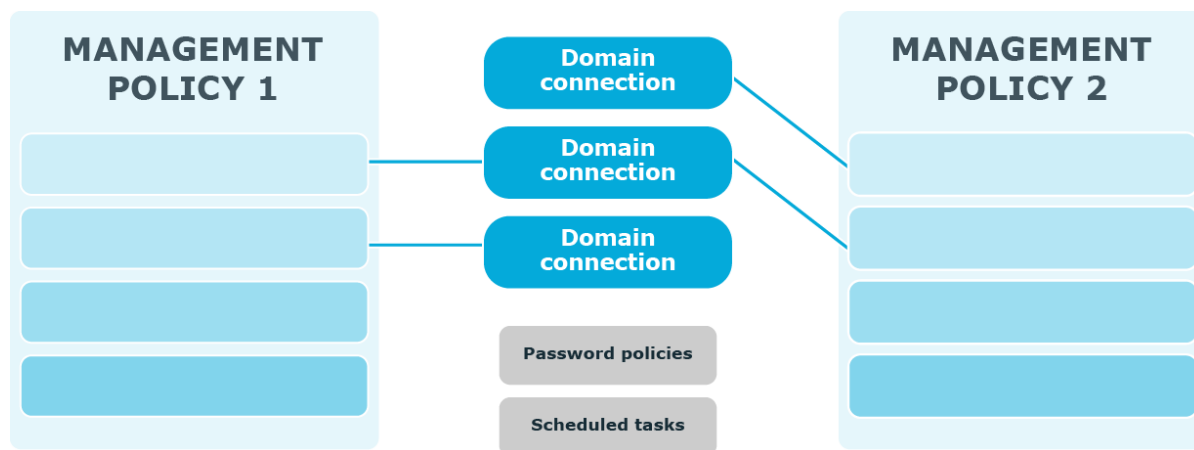 MANAGEMENT
POLICY 1
Domain
connection
Domain
connection
Domain
connection
Password policies
Scheduled tasks
MANAGEMENT
POLICY 2